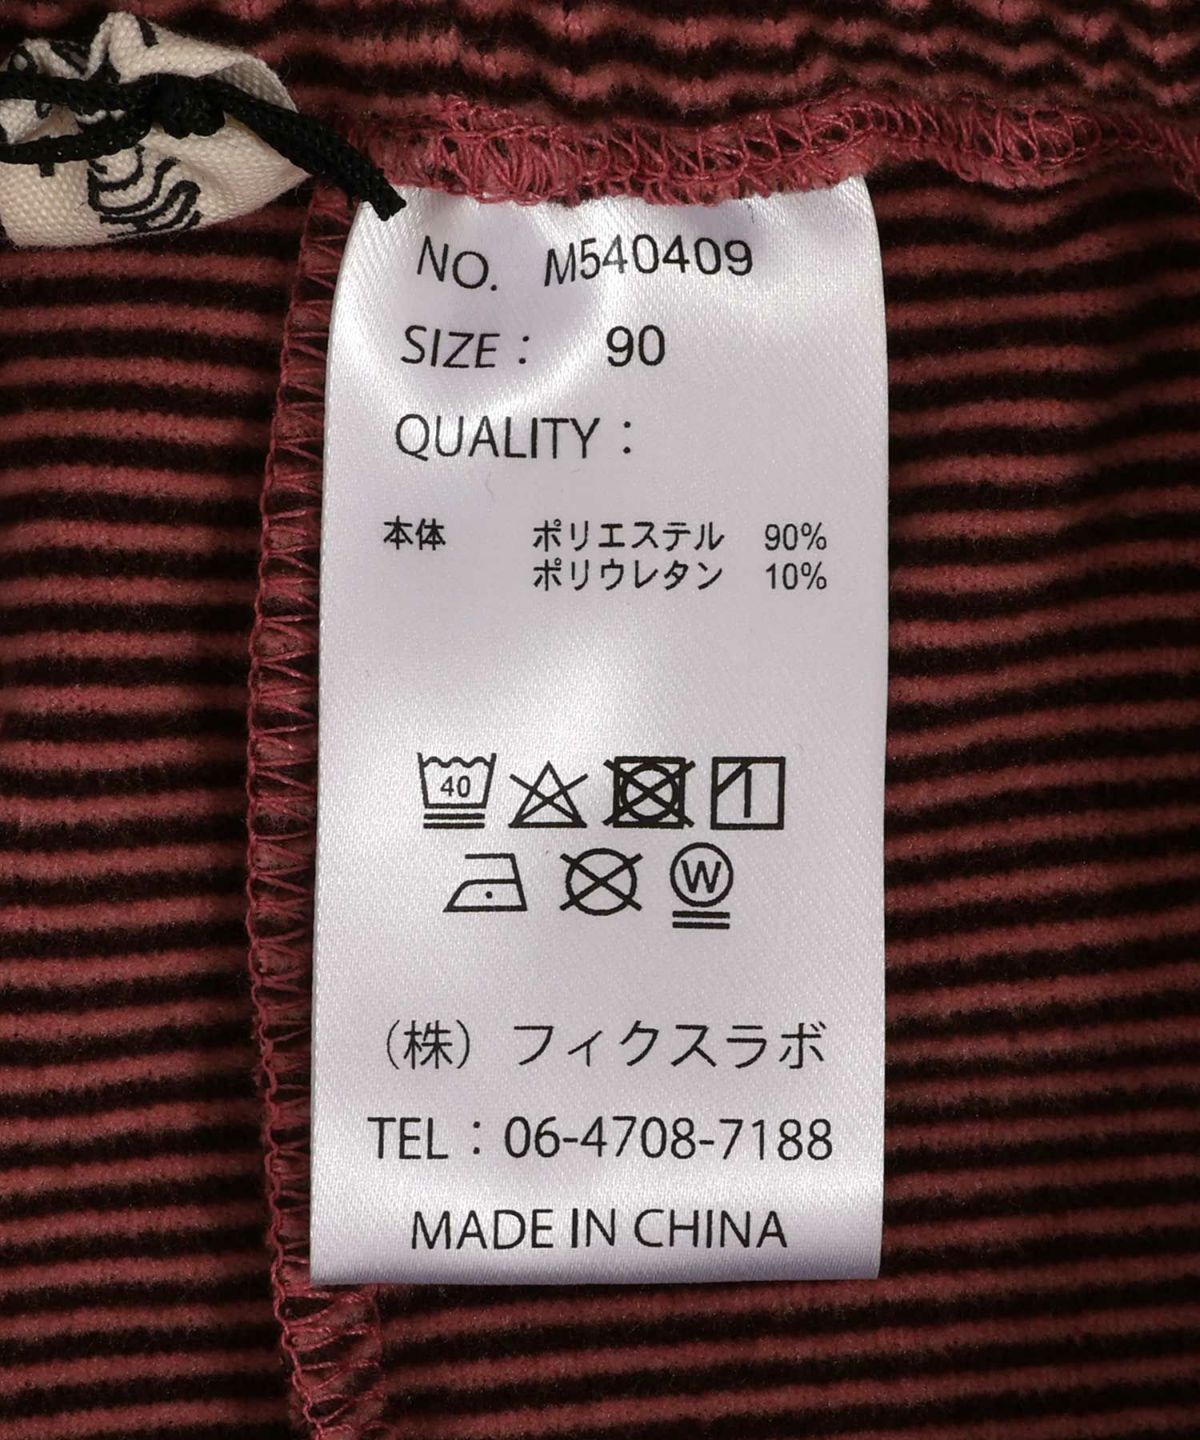 NO. M540409
SIZE : 90
QUALITY :
本体 ポリエステル 90%
ポリウレタン 10%
40
W
(株) フィクスラボ
TEL : 06-4708-7188
MADE IN CHINA